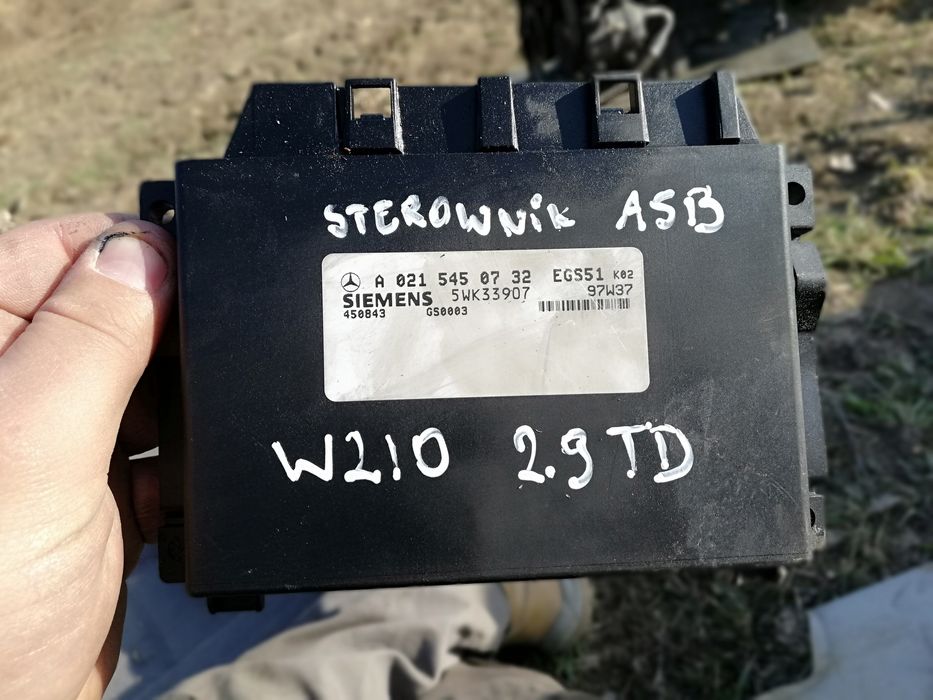 STEROWNiK ASB
A 021 545 07 32 EGS51 K02
SIEMENS 5WK33907 97W37
450843 GS0003
W210 2.9TD